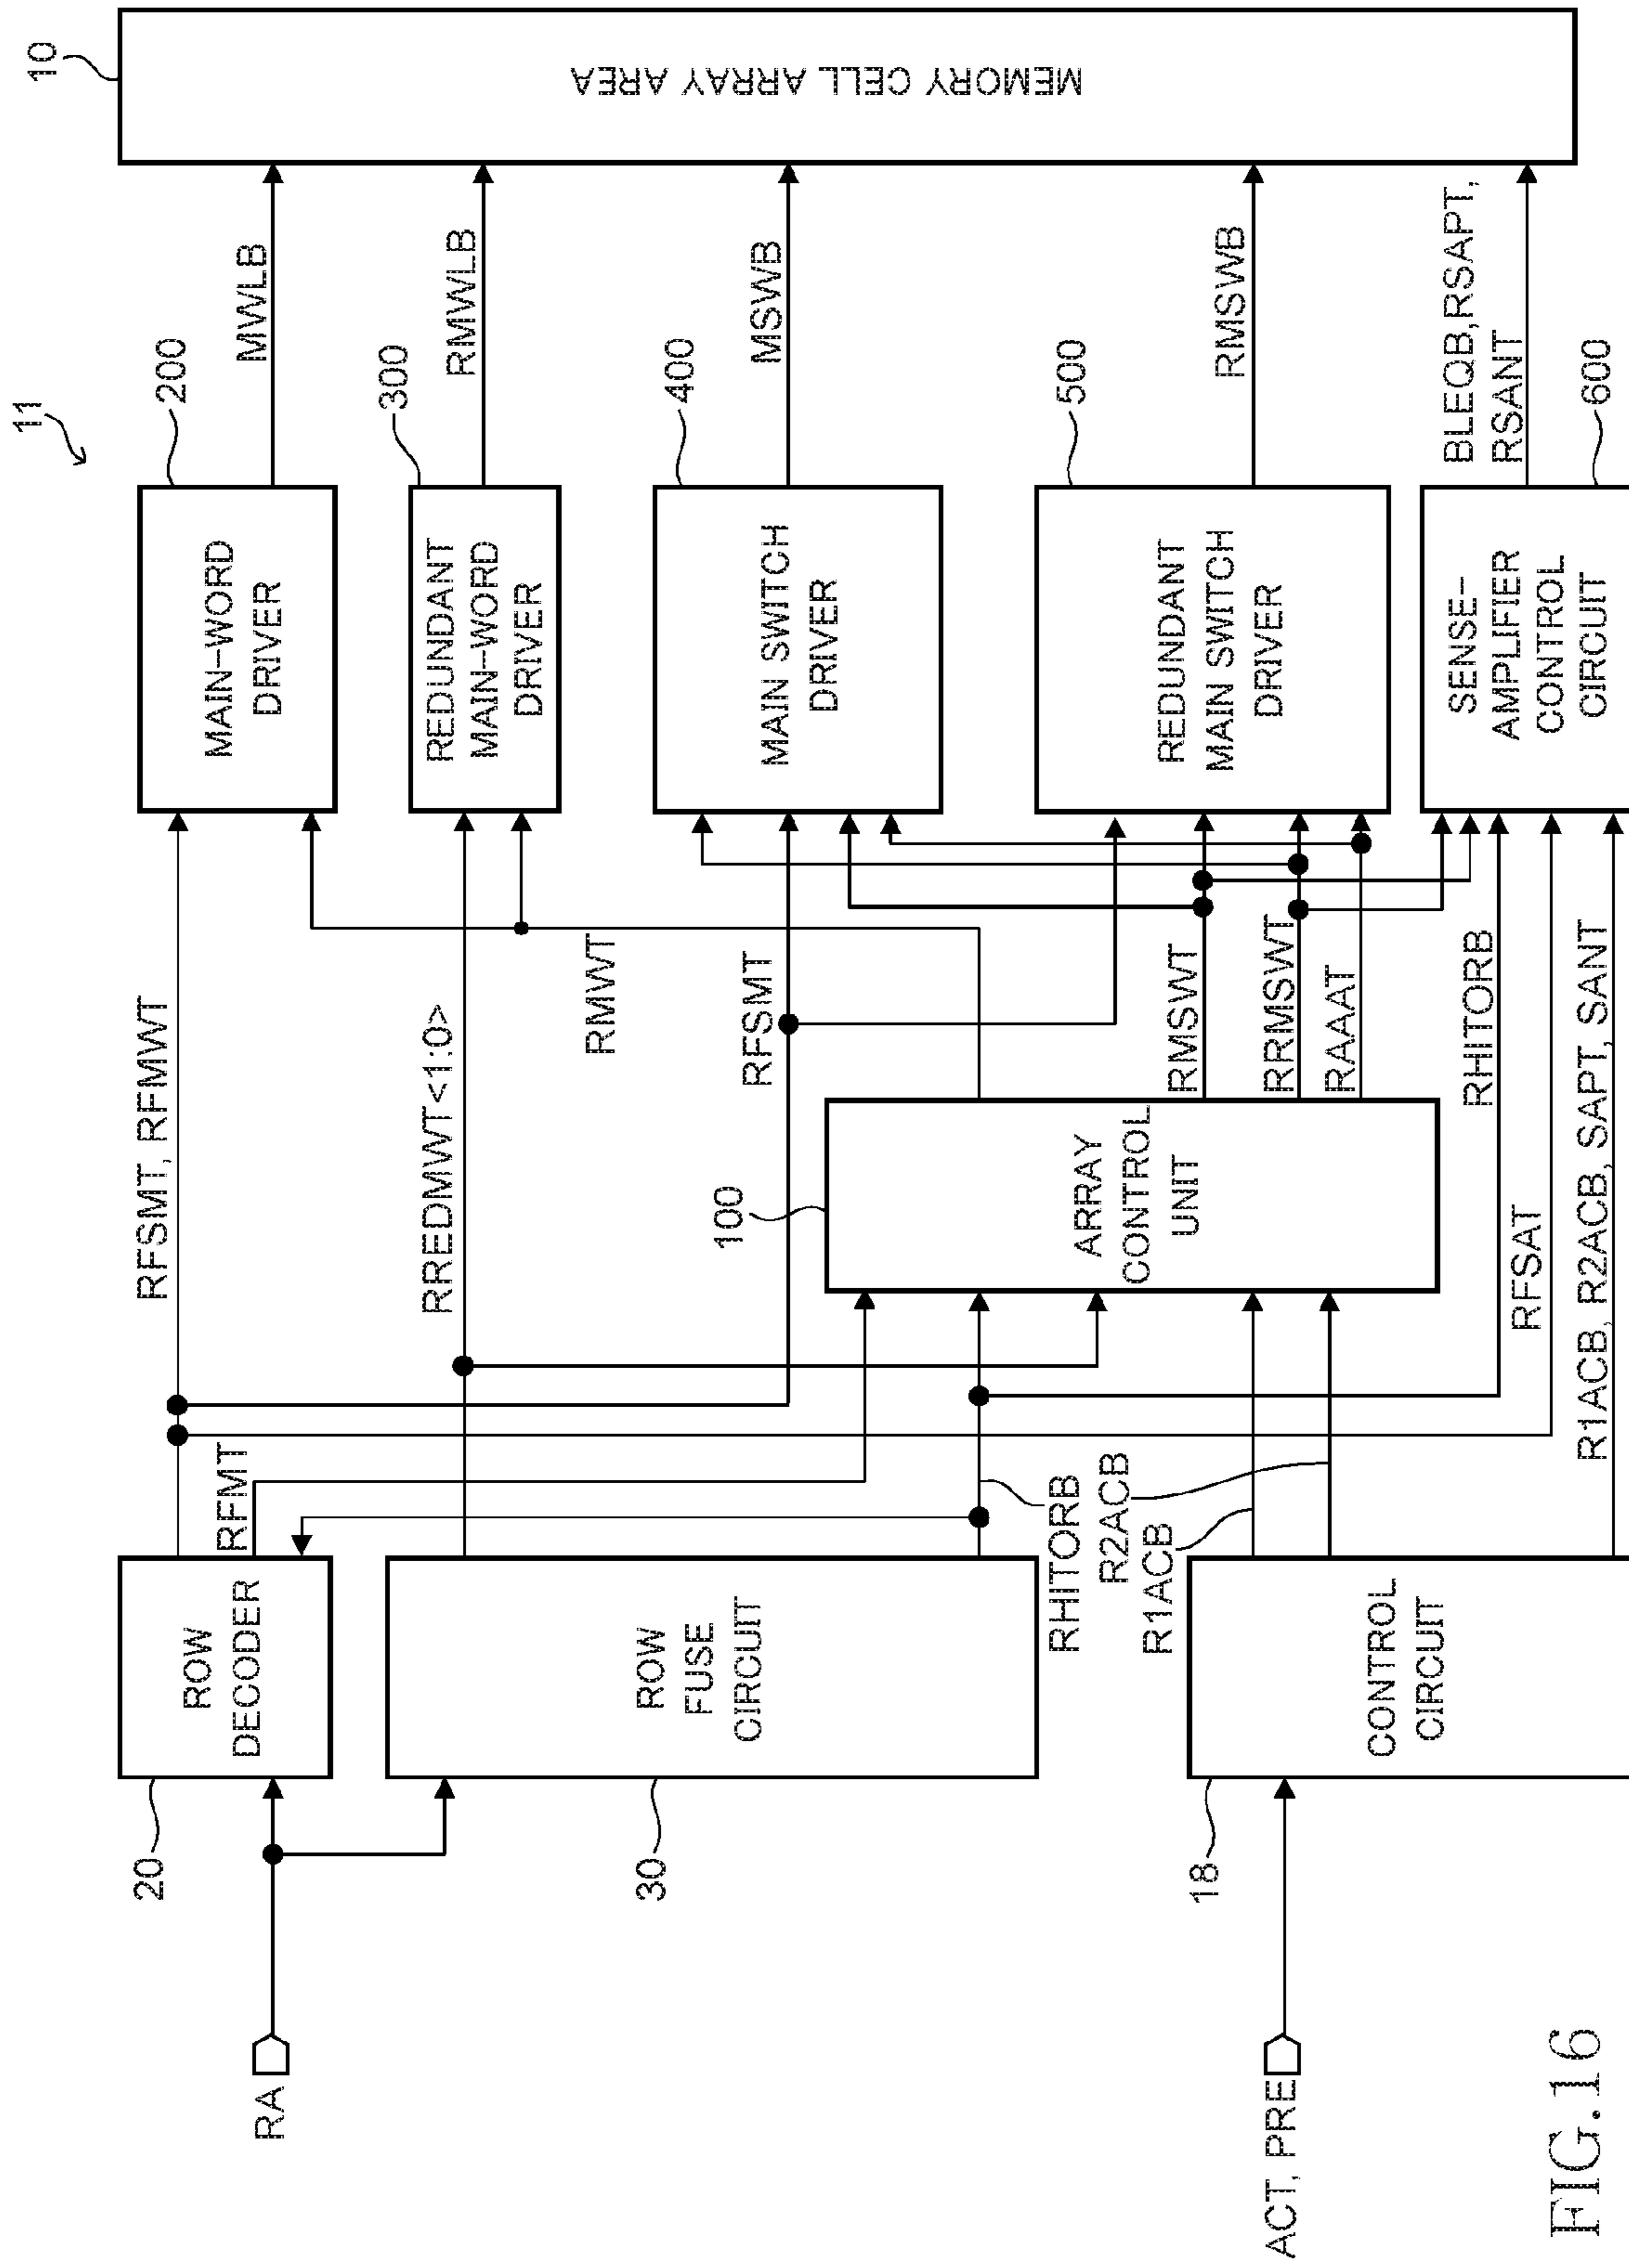 11
10
MEMORY CELL ARRAY AREA
RA
20
ROW
DECODER
RFMT
RFSMT, RFMWT
200
MAIN-WORD
DRIVER
MWLB
30
ROW
FUSE
CIRCUIT
RREDMWT<1:0>
RMWT
300
REDUNDANT
MAIN-WORD
DRIVER
RMWLB
RFSMT
400
MAIN SWITCH
DRIVER
MSWB
100
ARRAY
CONTROL
UNIT
RHITORB
R2ACB
R1ACB
RMSWT
RRMSWT
RAAAT
500
REDUNDANT
MAIN SWITCH
DRIVER
RMSWB
ACT, PRE
18
CONTROL
CIRCUIT
RHITORB
RFSAT
R1ACB, R2ACB, SAPT, SANT
SENSE-
AMPLIFIER
CONTROL
CIRCUIT
600
BLEQB,RSAPT,
RSANT
FIG.16